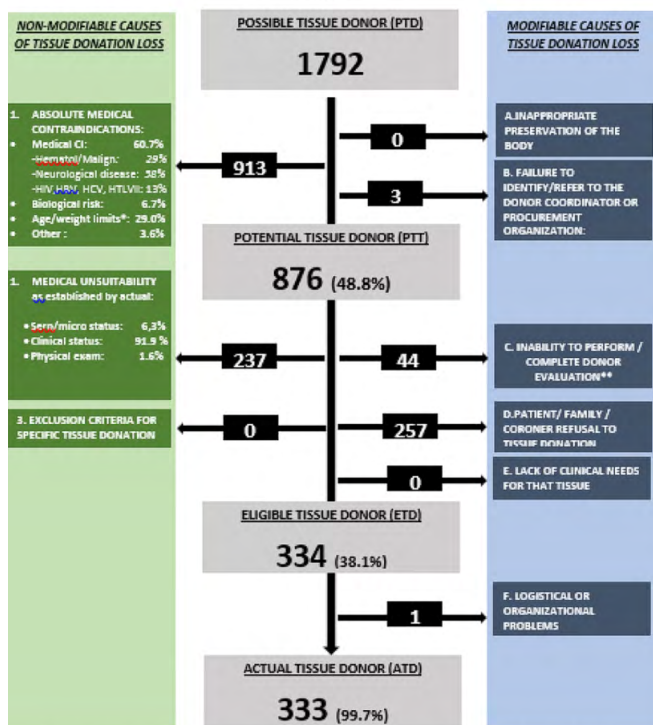 NON-MODIFIABLE CAUSES
OF TISSUE DONATION LOSS
POSSIBLE TISSUE DONOR (PTD)
1792
MODIFIABLE CAUSES OF
TISSUE DONATION LOSS
1. ABSOLUTE MEDICAL
CONTRAINDICATIONS:
• Medical CI: 60.7%
-Hematol/Malign: 29%
-Neurological disease: 38%
-HIV,HBV, HCV, HTLVII: 13%
• Biological risk: 6.7%
• Age/weight limits*: 29.0%
• Other : 3.6%
913
0
A.INAPPROPRIATE
PRESERVATION OF THE
BODY
3
B. FAILURE TO
IDENTIFY/REFER TO THE
DONOR COORDINATOR OR
PROCUREMENT
ORGANIZATION:
POTENTIAL TISSUE DONOR (PTT)
876 (48.8%)
1. MEDICAL UNSUITABILITY
as established by actual:
• Sero/micro status: 6,3%
• Clinical status: 91.9 %
• Physical exam: 1.6%
237
44
C. INABILITY TO PERFORM /
COMPLETE DONOR
EVALUATION**
3. EXCLUSION CRITERIA FOR
SPECIFIC TISSUE DONATION
0
257
D.PATIENT/ FAMILY /
CORONER REFUSAL TO
TISSUE DONATION
0
E. LACK OF CLINICAL NEEDS
FOR THAT TISSUE
ELIGIBLE TISSUE DONOR (ETD)
334 (38.1%)
1
F. LOGISTICAL OR
ORGANIZATIONAL
PROBLEMS
ACTUAL TISSUE DONOR (ATD)
333 (99.7%)